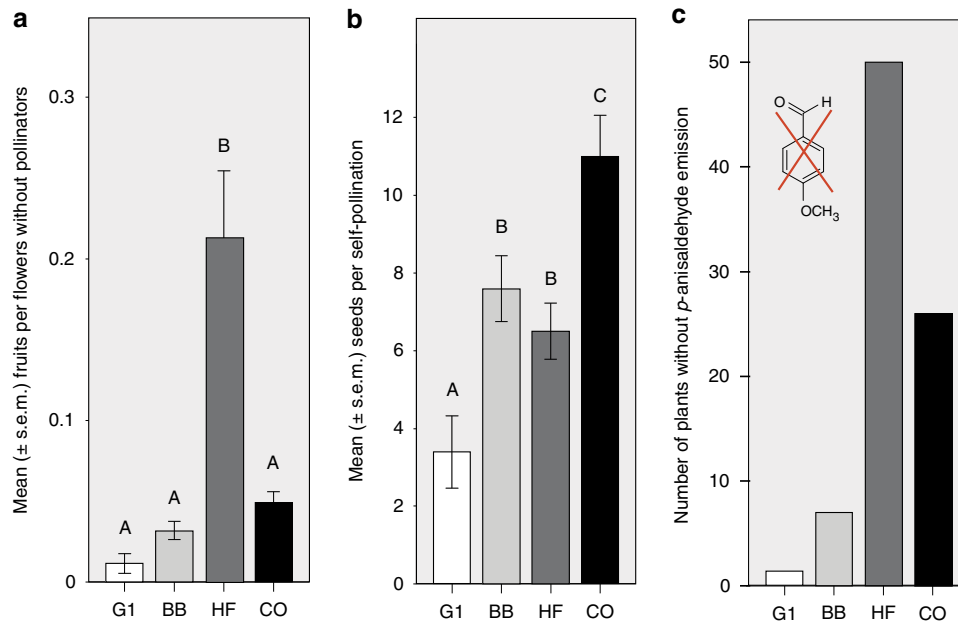 a
Mean (± s.e.m.) fruits per flowers without pollinators
0.3
0.2
0.1
0
A
A
B
A
G1 BB HF CO
b
Mean (± s.e.m.) seeds per self-pollination
12
10
8
6
4
2
0
A
B
B
C
G1 BB HF CO
c
Number of plants without p-anisaldehyde emission
50
40
30
20
10
0
O H
OCH3
G1 BB HF CO